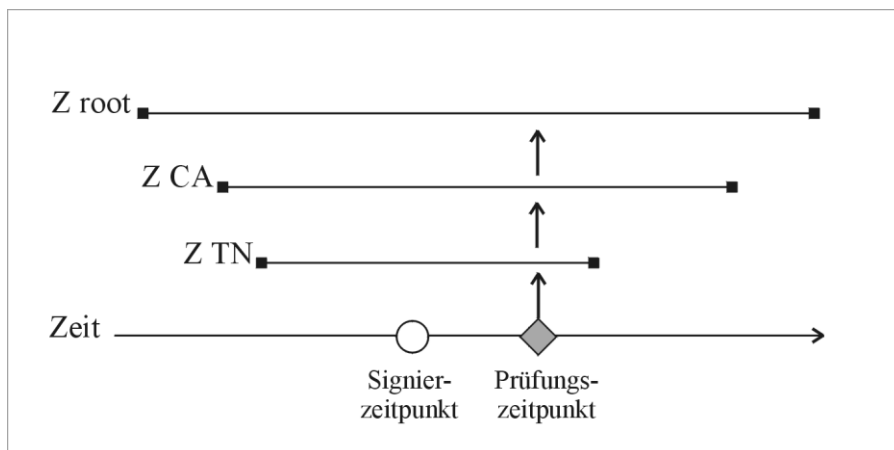 Z root
Z CA
Z TN
Zeit
Signier-
zeitpunkt
Prüfungs-
zeitpunkt